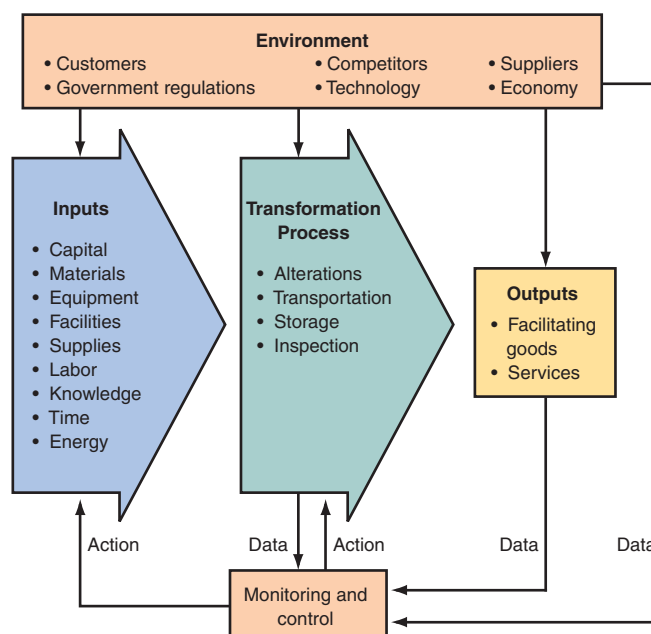 Environment
• Customers • Competitors • Suppliers
• Government regulations • Technology • Economy
Inputs
• Capital
• Materials
• Equipment
• Facilities
• Supplies
• Labor
• Knowledge
• Time
• Energy
Transformation
Process
• Alterations
• Transportation
• Storage
• Inspection
Outputs
• Facilitating
goods
• Services
Action Data Action Data Data
Monitoring and
control